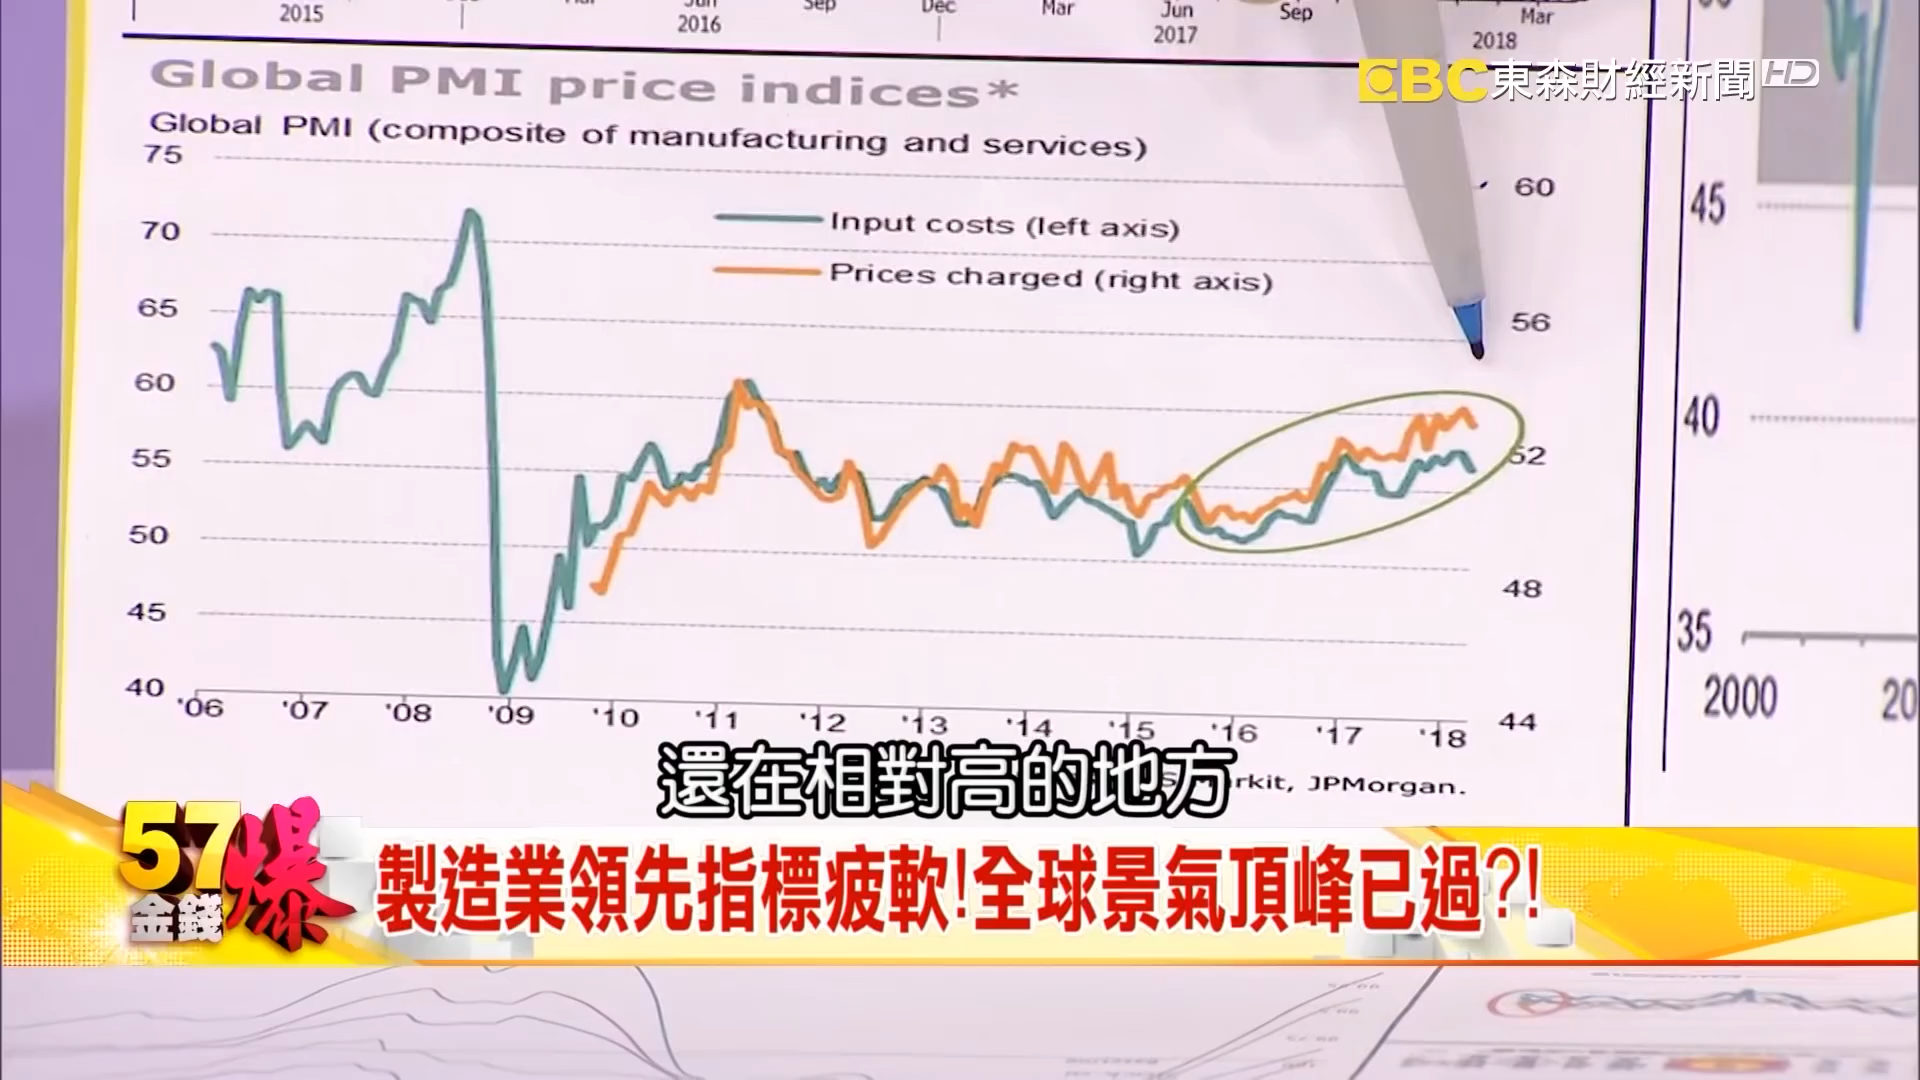 2015
Jun
2016
Sep
Dec
Mar
Jun
2017
Sep
Mar
2018
EBC東森財經新聞HD
Global PMI price indices*
Global PMI (composite of manufacturing and services)
75
70
65
60
55
50
45
40
Input costs (left axis)
Prices charged (right axis)
60
56
52
48
44
'06 '07 '08 '09 '10 '11 '12 '13 '14 '15 '16 '17 '18
rkit, JPMorgan.
45
40
35
2000
還在相對高的地方
57金錢爆
製造業領先指標疲軟!全球景氣頂峰已過?!